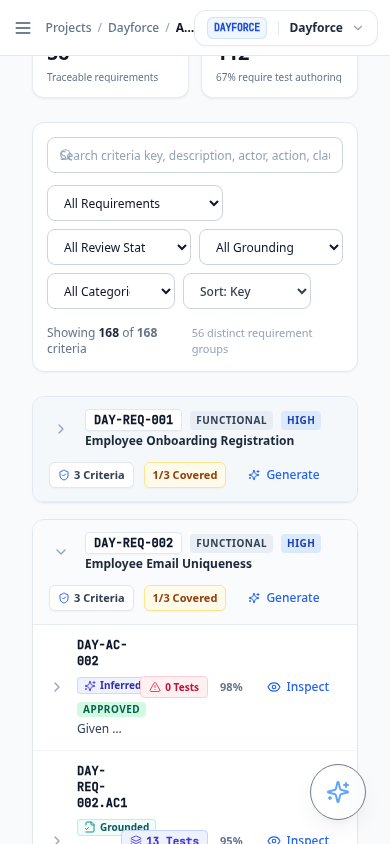 Projects / Dayforce / A... DAYFORCE Dayforce
Traceable requirements
67% require test authoring
Search criteria key, description, actor, action, clau
All Requirements
All Review Stat
All Grounding
All Categori
Sort: Key
Showing 168 of 168 criteria
56 distinct requirement groups
DAY-REQ-001 FUNCTIONAL HIGH
Employee Onboarding Registration
3 Criteria 1/3 Covered Generate
DAY-REQ-002 FUNCTIONAL HIGH
Employee Email Uniqueness
3 Criteria 1/3 Covered Generate
DAY-AC-
002
Inferred 0 Tests 98% Inspect
APPROVED
Given ...
DAY-
REQ-
002.AC1
Grounded
13 Tests 95% Inspect